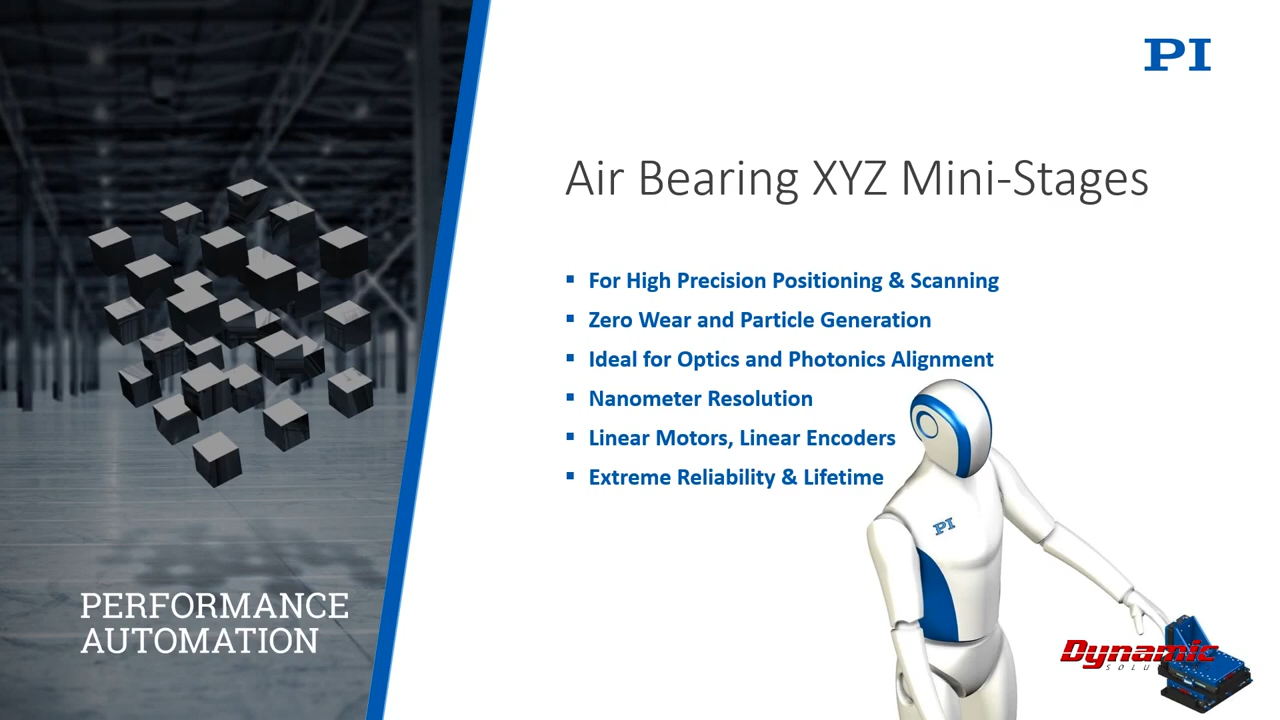 PI
Air Bearing XYZ Mini-Stages
▪ For High Precision Positioning & Scanning
▪ Zero Wear and Particle Generation
▪ Ideal for Optics and Photonics Alignment
▪ Nanometer Resolution
▪ Linear Motors, Linear Encoders
▪ Extreme Reliability & Lifetime
PI
PERFORMANCE
AUTOMATION
Dynamic